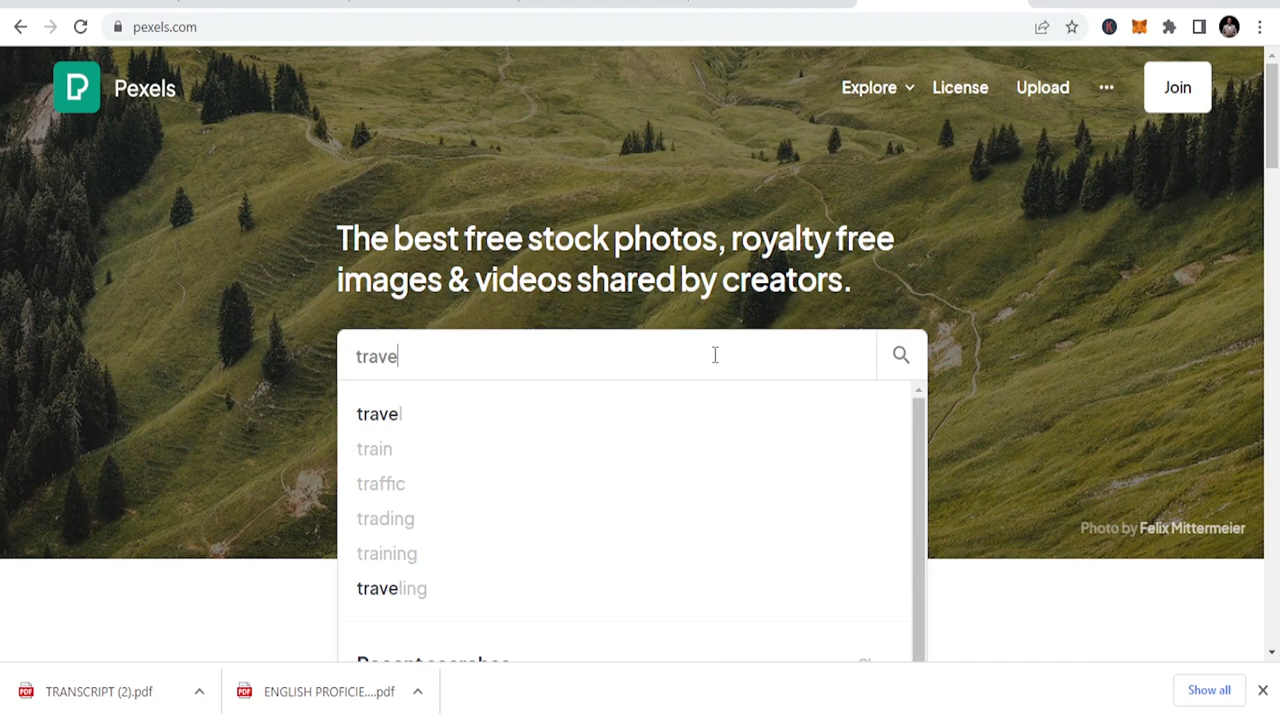 pexels.com
Pexels
Explore
License
Upload
Join
The best free stock photos, royalty free
images & videos shared by creators.
trave
travel
train
traffic
trading
training
traveling
Photo by Felix Mittermeier
Recent searches
TRANSCRIPT (2).pdf
ENGLISH PROFICIE....pdf
Show all